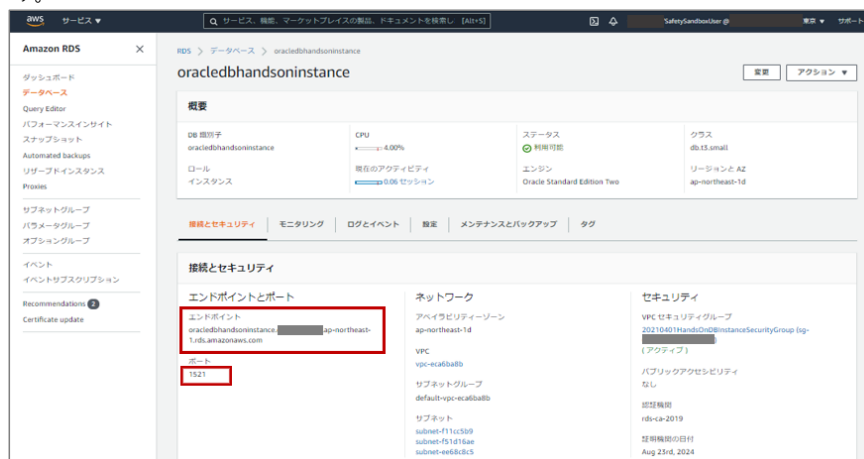 aws サービス ▼ サービス、機能、マーケットプレイスの製品、ドキュメントを検索し [Alt+S] SafetySandboxUser @ 東京 ▼ サポート
Amazon RDS ×
RDS > データベース > oracledbhandsoninstance
oracledbhandsoninstance
変更 アクション ▼
ダッシュボード
データベース
Query Editor
パフォーマンスインサイト
スナップショット
Automated backups
リザーブドインスタンス
Proxies
サブネットグループ
パラメータグループ
オプショングループ
イベント
イベントサブスクリプション
Recommendations 2
Certificate update
概要
DB 識別子
oracledbhandsoninstance
CPU
4.00%
ステータス
利用可能
クラス
db.t3.small
ロール
インスタンス
現在のアクティビティ
0.06 セッション
エンジン
Oracle Standard Edition Two
リージョンと AZ
ap-northeast-1d
接続とセキュリティ モニタリング ログとイベント 設定 メンテナンスとバックアップ タグ
接続とセキュリティ
エンドポイントとポート
エンドポイント
oracledbhandsoninstance. ap-northeast-
1.rds.amazonaws.com
ポート
1521
ネットワーク
アベイラビリティーゾーン
ap-northeast-1d
VPC
vpc-eca6ba8b
サブネットグループ
default-vpc-eca6ba8b
サブネット
subnet-f11cc5b9
subnet-f51d16ae
subnet-ee68c8c5
セキュリティ
VPC セキュリティグループ
20210401HandsOnDBInstanceSecurityGroup (sg-
)
( アクティブ )
パブリックアクセシビリティ
なし
認証機関
rds-ca-2019
証明機関の日付
Aug 23rd, 2024